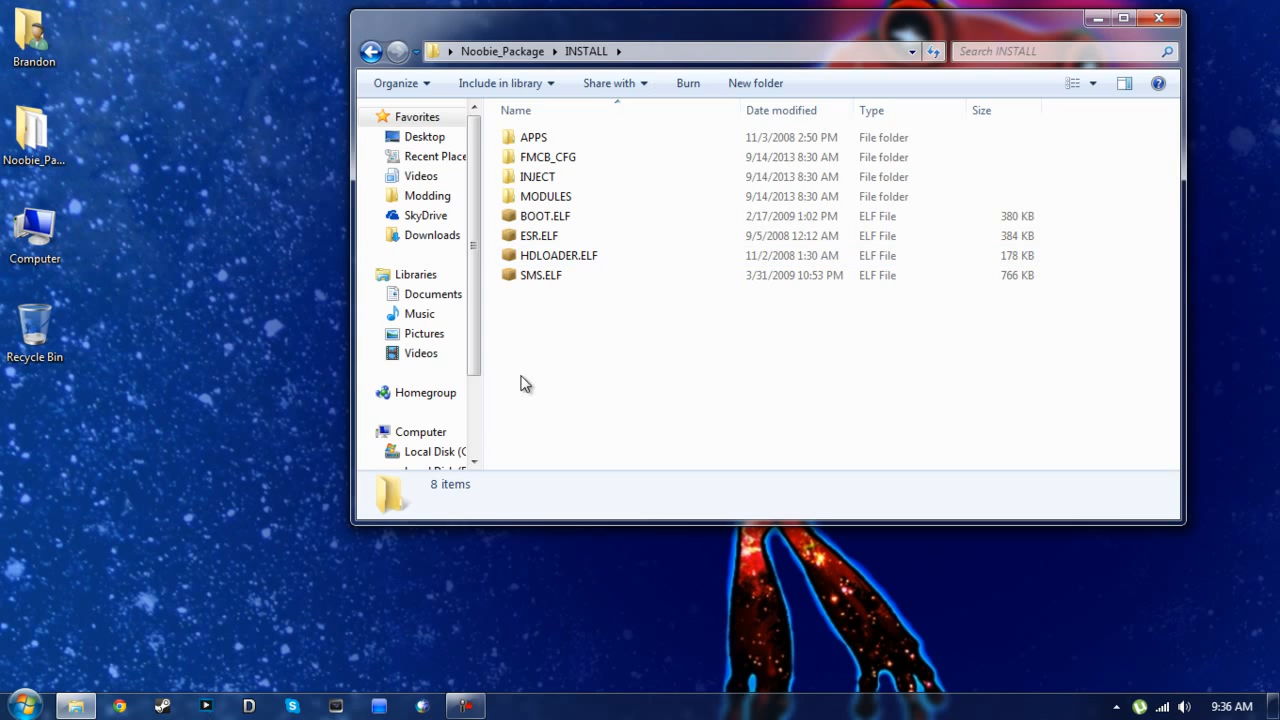 Brandon
Noobie_Pa...
Computer
Recycle Bin
Noobie_Package INSTALL
Search INSTALL
Organize Include in library Share with Burn New folder
Favorites
Desktop
Recent Place
Videos
Modding
SkyDrive
Downloads
Libraries
Documents
Music
Pictures
Videos
Homegroup
Computer
Local Disk (C
Name Date modified Type Size
APPS 11/3/2008 2:50 PM File folder
FMCB_CFG 9/14/2013 8:30 AM File folder
INJECT 9/14/2013 8:30 AM File folder
MODULES 9/14/2013 8:30 AM File folder
BOOT.ELF 2/17/2009 1:02 PM ELF File 380 KB
ESR.ELF 9/5/2008 12:12 AM ELF File 384 KB
HDLOADER.ELF 11/2/2008 1:30 AM ELF File 178 KB
SMS.ELF 3/31/2009 10:53 PM ELF File 766 KB
8 items
9:36 AM